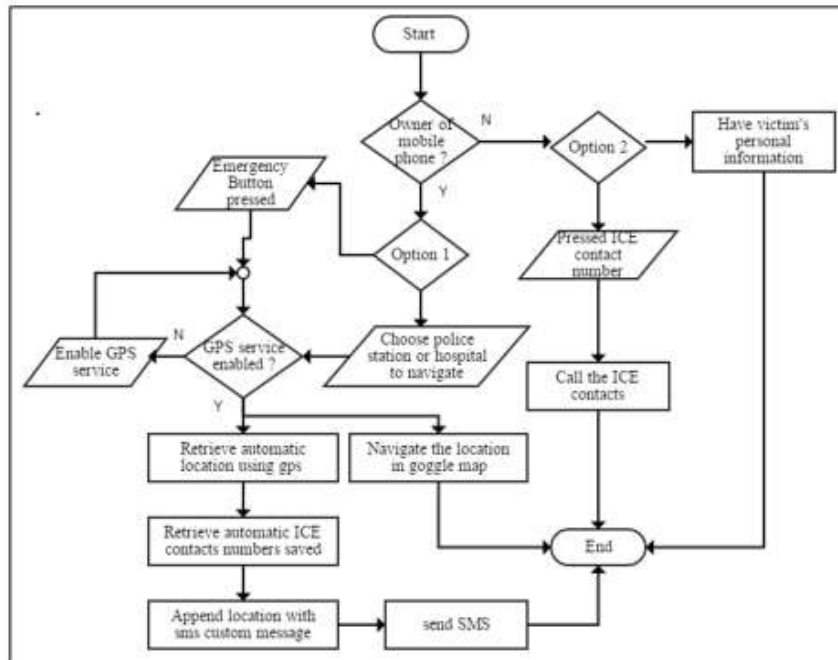 Start
Owner of
mobile
phone ?
N
Y
Option 2
Have victim's
personal
information
Emergency
Button
pressed
Option 1
Pressed ICE
contact
number
Enable GPS
service
N
GPS service
enabled ?
Y
Choose police
station or hospital
to navigate
Call the ICE
contacts
Retrieve automatic
location using gps
Navigate the location
in goggle map
Retrieve automatic ICE
contacts numbers saved
End
Append location with
sms custom message
send SMS